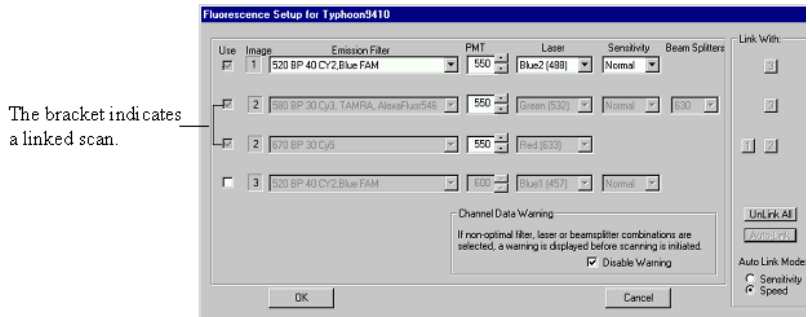 Fluorescence Setup for Typhoon9410
Use Image Emission Filter PMT Laser Sensitivity Beam Splitters Link With:
1 520 BP 40 CY2,Blue FAM 550 Blue2 (488) Normal 3
The bracket indicates
a linked scan.
2 580 BP 30 Cy3, TAMRA, AlexaFluor546 550 Green (532) Normal 630 3
2 670 BP 30 Cy5 550 Red (633) 1 2
3 520 BP 40 CY2,Blue FAM 600 Blue1 (457) Normal
Channel Data Warning
If non-optimal filter, laser or beamsplitter combinations are
selected, a warning is displayed before scanning is initiated.
Disable Warning
UnLink All
Auto-Link
Auto Link Mode:
Sensitivity
Speed
OK Cancel